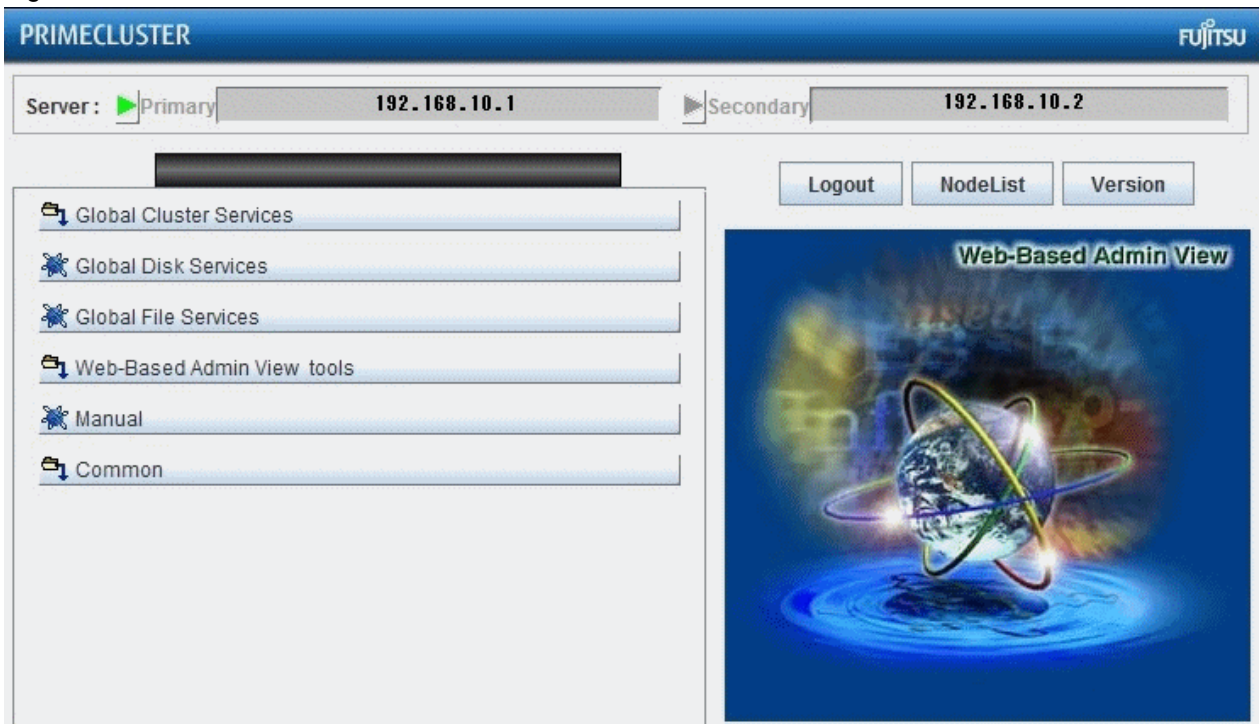 PRIMECLUSTER
FUJITSU
Server : Primary 192.168.10.1 Secondary 192.168.10.2
Logout NodeList Version
Global Cluster Services
Global Disk Services
Global File Services
Web-Based Admin View tools
Manual
Common
Web-Based Admin View